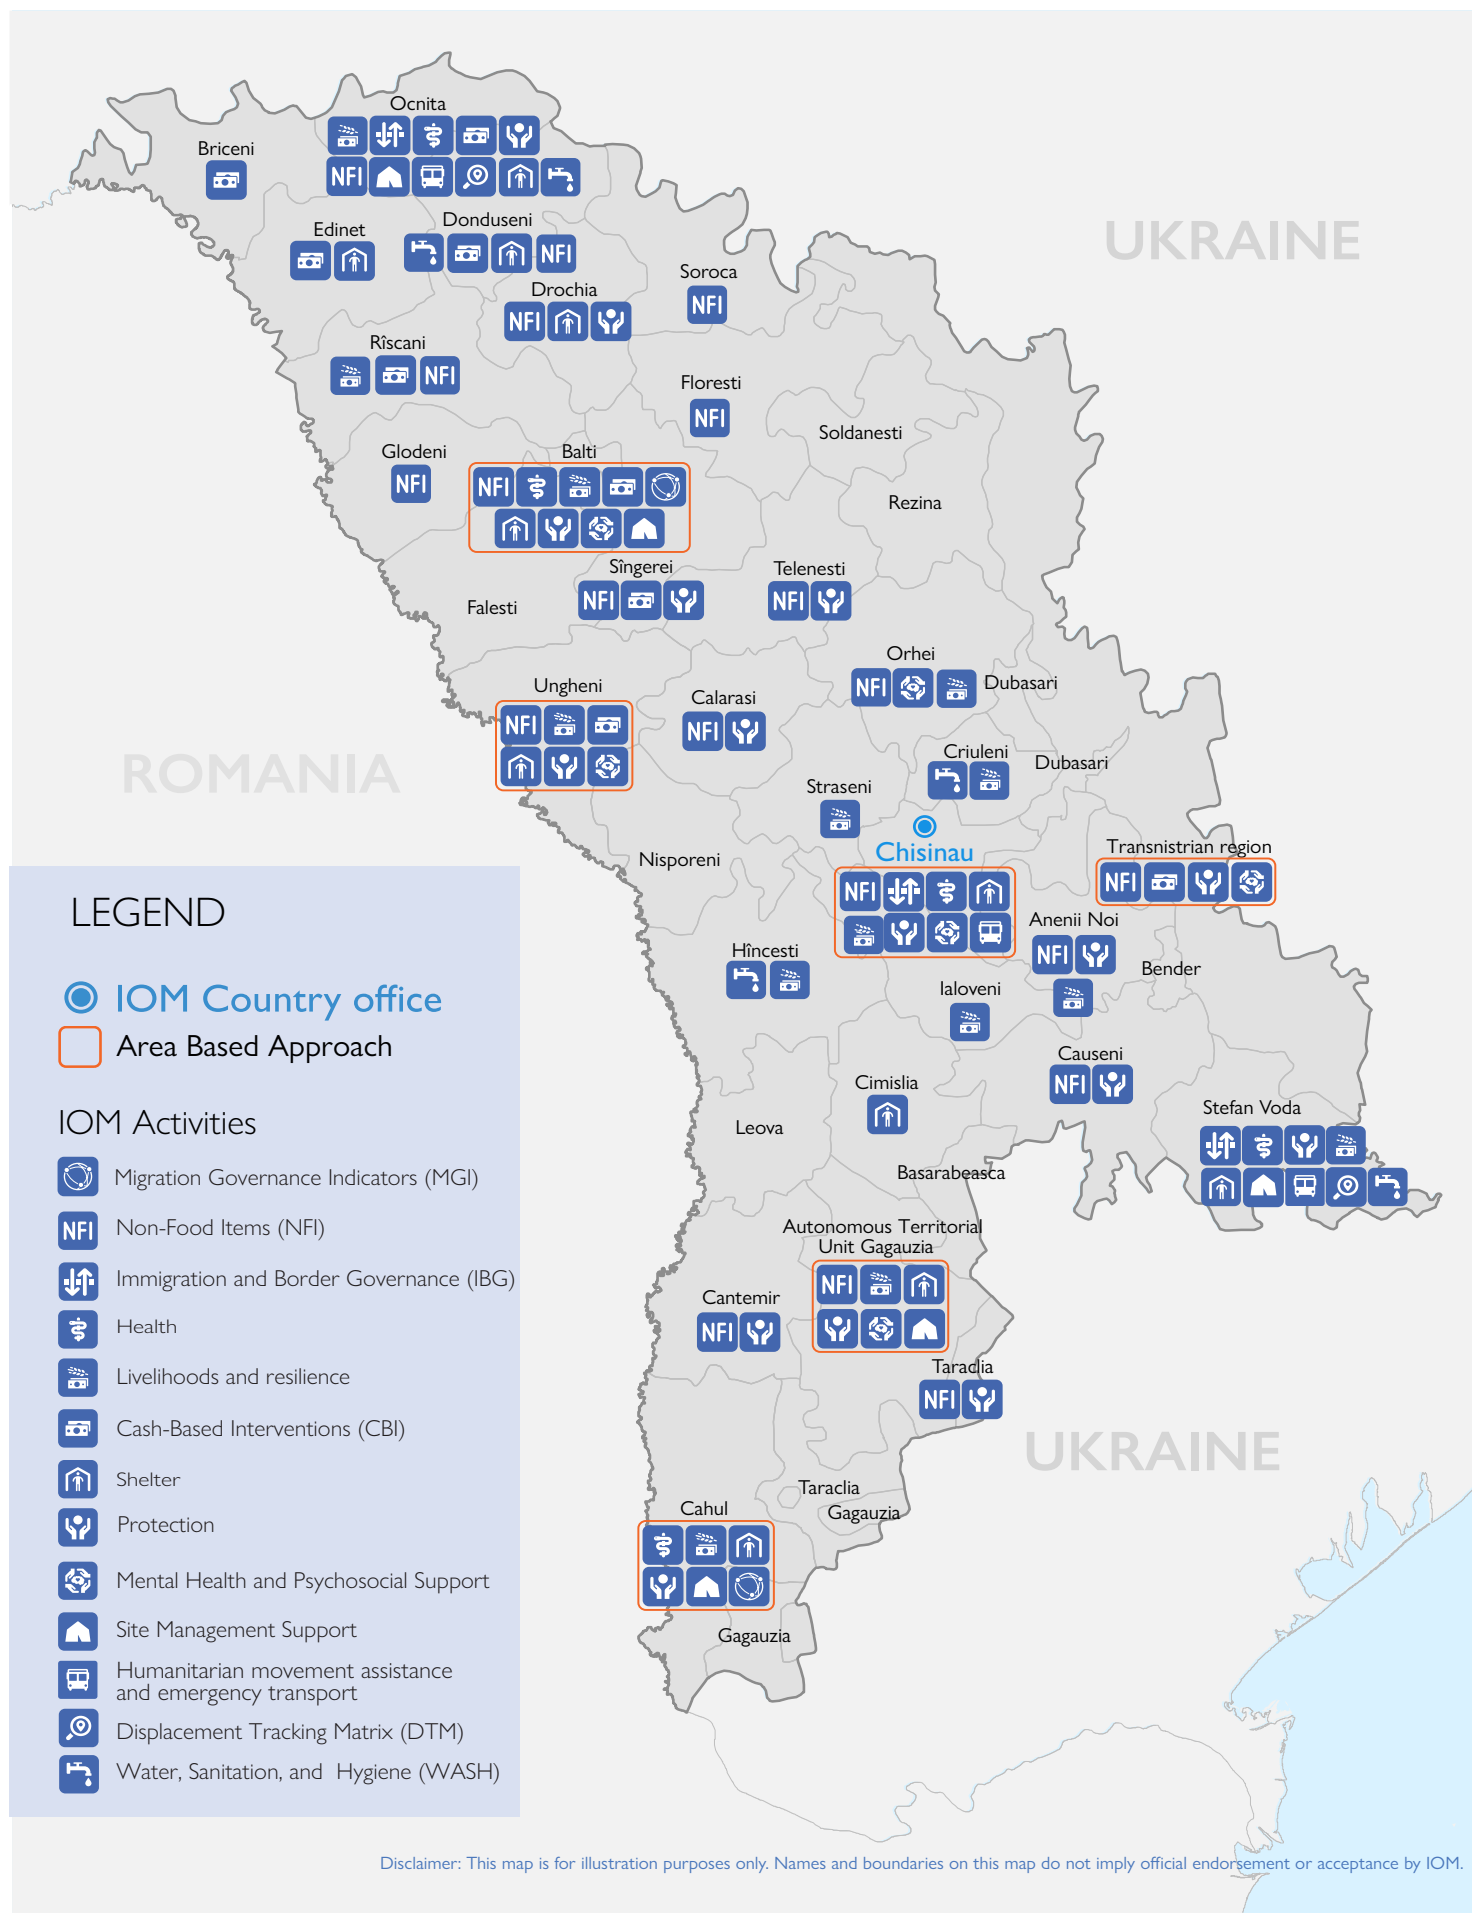 Ocnita
Briceni
NFI
Edinet
Donduseni
NFI
UKRAINE
Soroca
NFI
Drochia
NFI
Rîscani
NFI
Floresti
NFI
Soldanesti
Glodeni
NFI
Balti
NFI
Rezina
Sîngerei
NFI
Telenesti
NFI
Falesti
Orhei
NFI
Dubasari
Ungheni
NFI
Calarasi
NFI
ROMANIA
Criuleni
Dubasari
Straseni
Chisinau
NFI
Nisporeni
Transnistrian region
NFI
Anenii Noi
NFI
Bender
Hîncesti
Ialoveni
Causeni
NFI
Cimislia
Stefan Voda
Leova
Basarabeasca
Autonomous Territorial
Unit Gagauzia
NFI
Cantemir
NFI
Taraclia
NFI
UKRAINE
Taraclia
Gagauzia
Cahul
Gagauzia
LEGEND
IOM Country office
Area Based Approach
IOM Activities
Migration Governance Indicators (MGI)
NFI Non-Food Items (NFI)
Immigration and Border Governance (IBG)
Health
Livelihoods and resilience
Cash-Based Interventions (CBI)
Shelter
Protection
Mental Health and Psychosocial Support
Site Management Support
Humanitarian movement assistance
and emergency transport
Displacement Tracking Matrix (DTM)
Water, Sanitation, and Hygiene (WASH)
Disclaimer: This map is for illustration purposes only. Names and boundaries on this map do not imply official endorsement or acceptance by IOM.